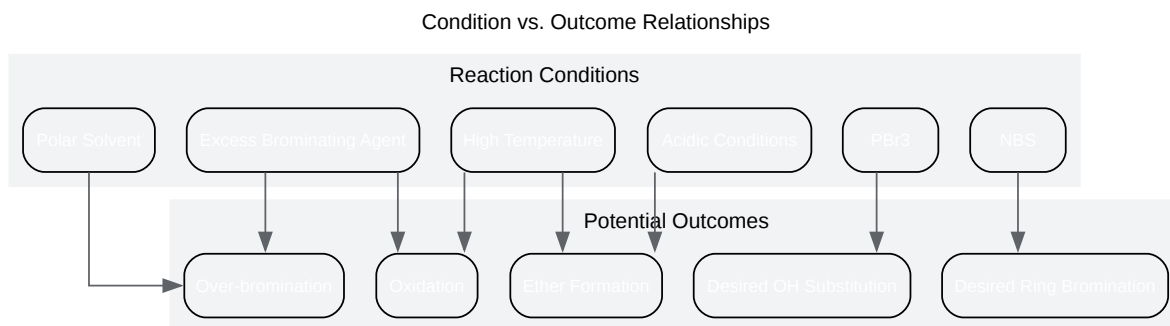 Condition vs. Outcome Relationships
Reaction Conditions
Polar Solvent
Excess Brominating Agent
High Temperature
Acidic Conditions
PBr3
NBS
Potential Outcomes
Over-bromination
Oxidation
Ether Formation
Desired OH Substitution
Desired Ring Bromination